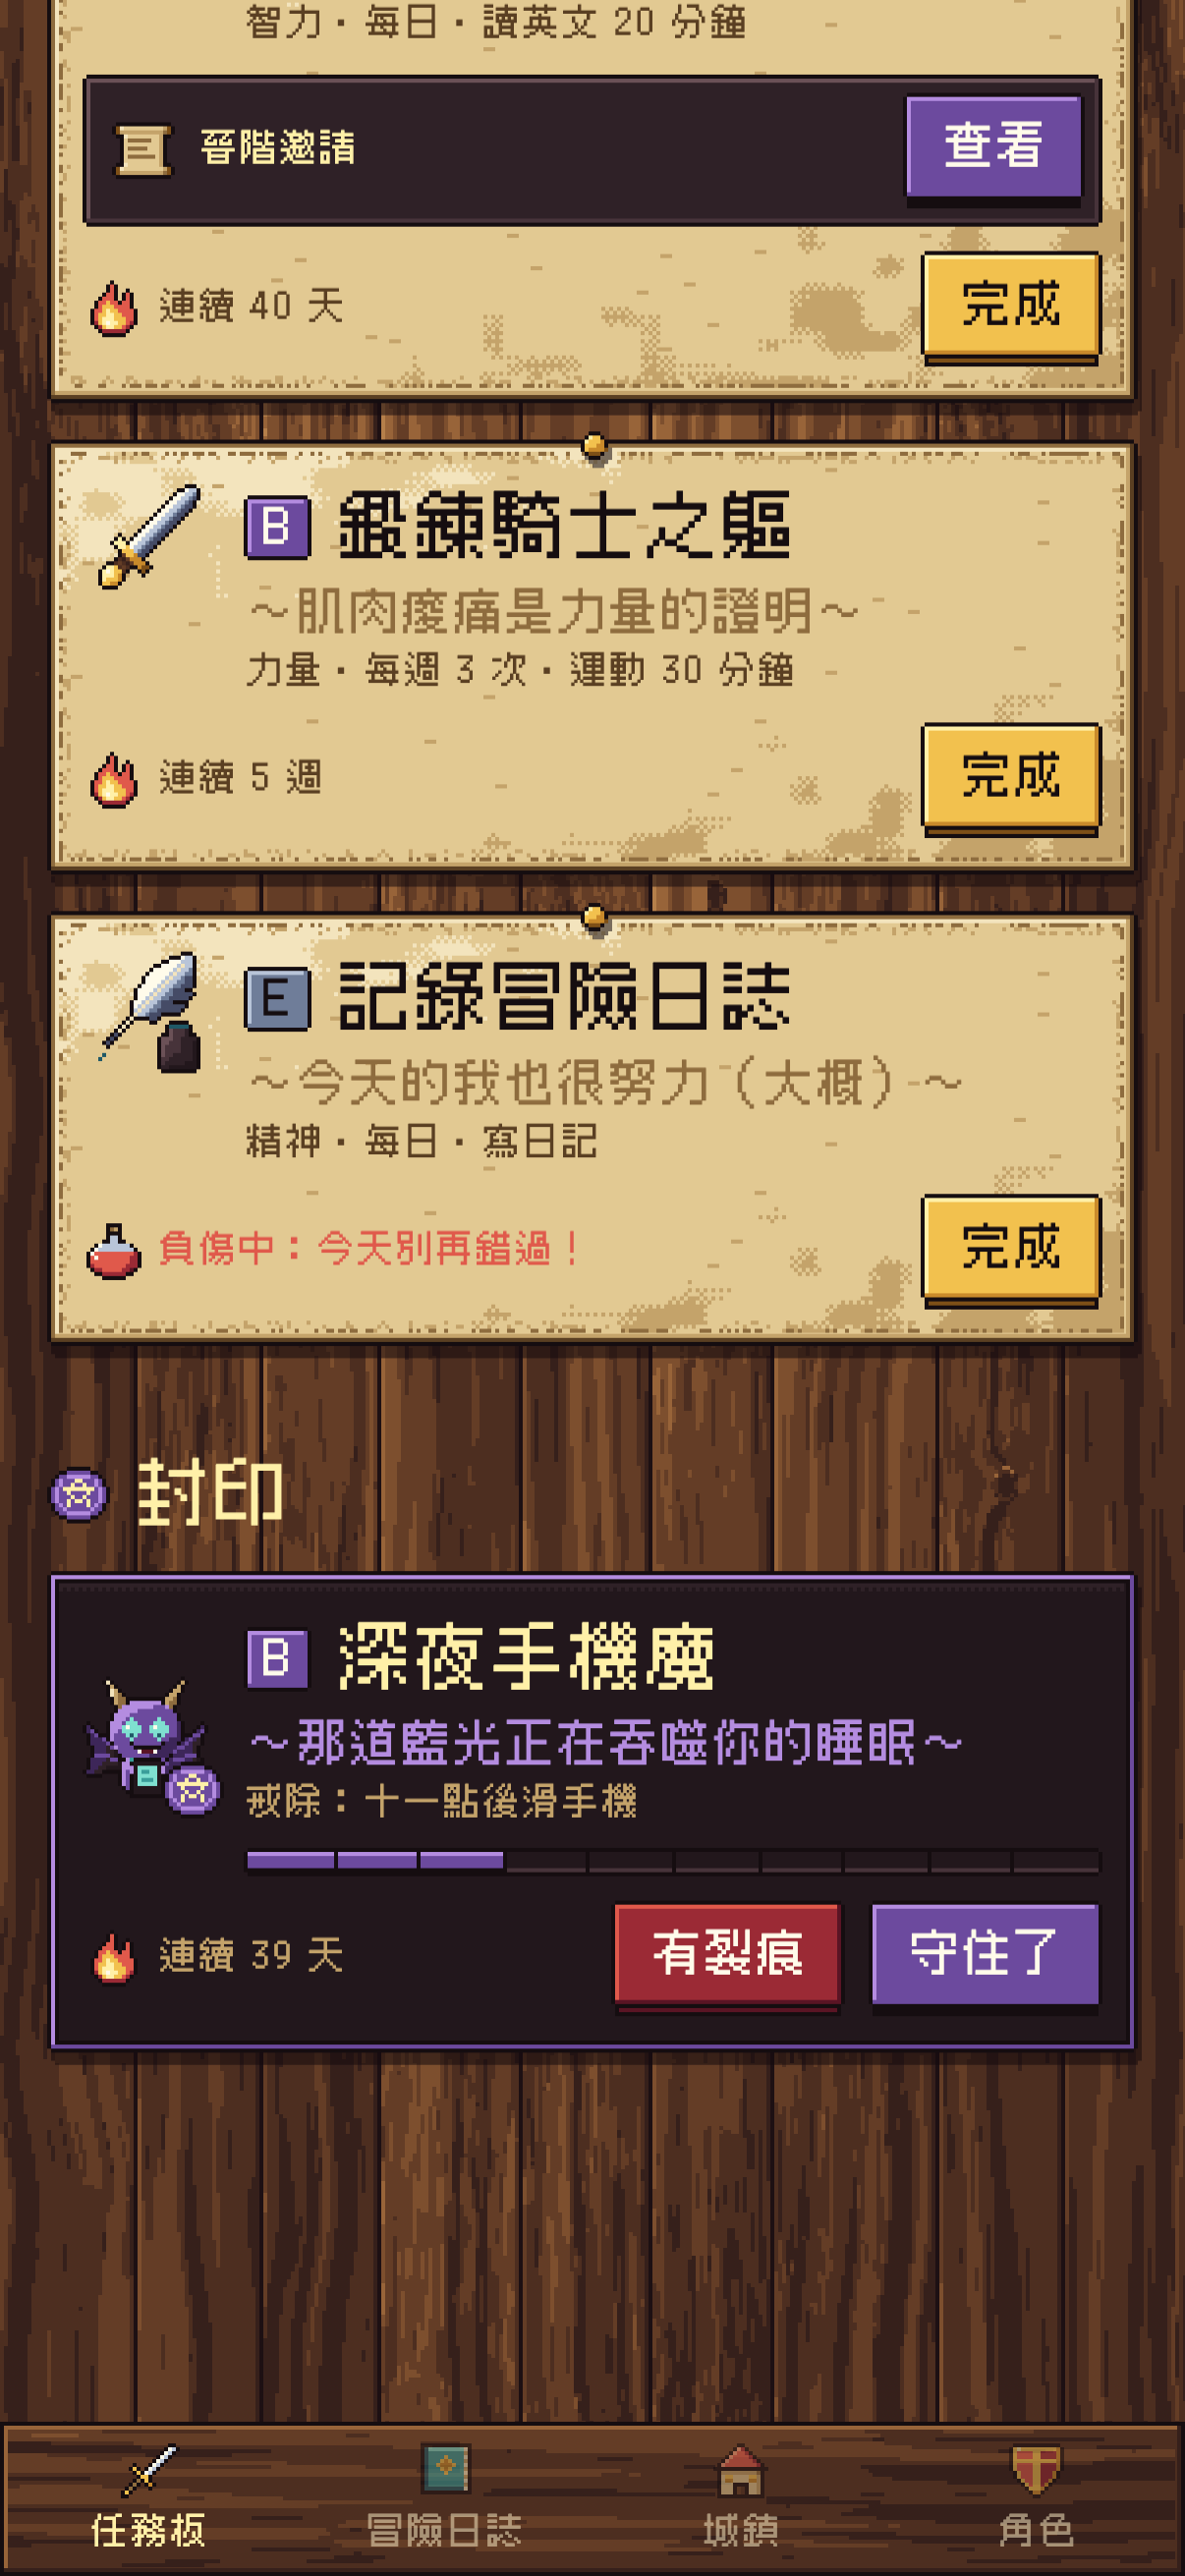 智力・每日・讀英文 20 分鐘
晉階邀請
查看
連續 40 天
完成
B 鍛鍊騎士之軀
～肌肉痠痛是力量的證明～
力量・每週 3 次・運動 30 分鐘
連續 5 週
完成
E 記錄冒險日誌
～今天的我也很努力（大概）～
精神・每日・寫日記
負傷中：今天別再錯過！
完成
封印
B 深夜手機魔
～那道藍光正在吞噬你的睡眠～
戒除：十一點後滑手機
連續 39 天
有裂痕
守住了
任務板
冒險日誌
城鎮
角色